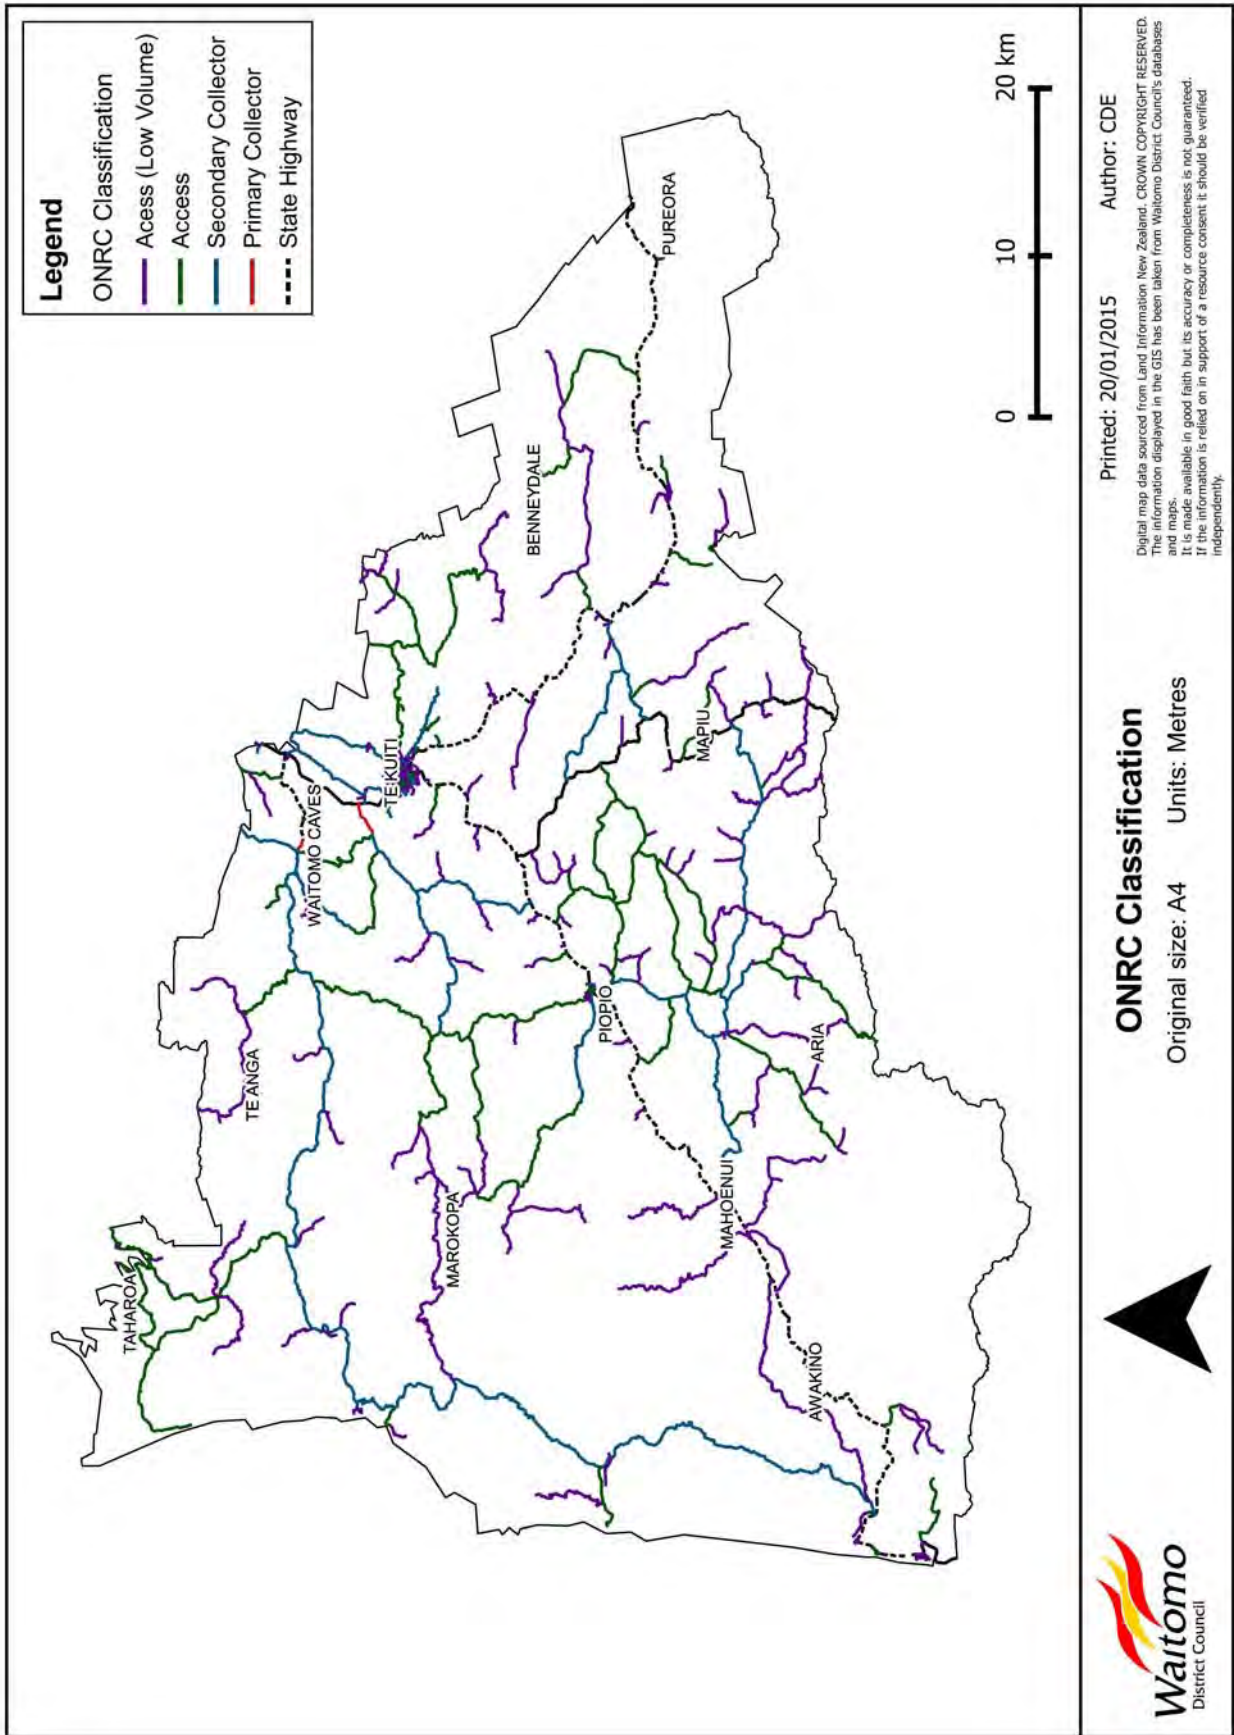 Legend
ONRC Classification
Acess (Low Volume)
Access
Secondary Collector
Primary Collector
State Highway
TAHAROA
TE ANGA
WAITOMO CAVES
TE KUITI
MAROKOPA
BENNEYDALE
PIOPIO
PUREORA
MAPIU
MAHOENUI
ARIA
AWAKINO
0 10 20 km
Waitomo
District Council
ONRC Classification
Original size: A4 Units: Metres
Printed: 20/01/2015 Author: CDE
Digital map data sourced from Land Information New Zealand. CROWN COPYRIGHT RESERVED.
The information displayed in the GIS has been taken from Waitomo District Council's databases
and maps.
It is made available in good faith but its accuracy or completeness is not guaranteed.
If the information is relied on in support of a resource consent it should be verified
independently.